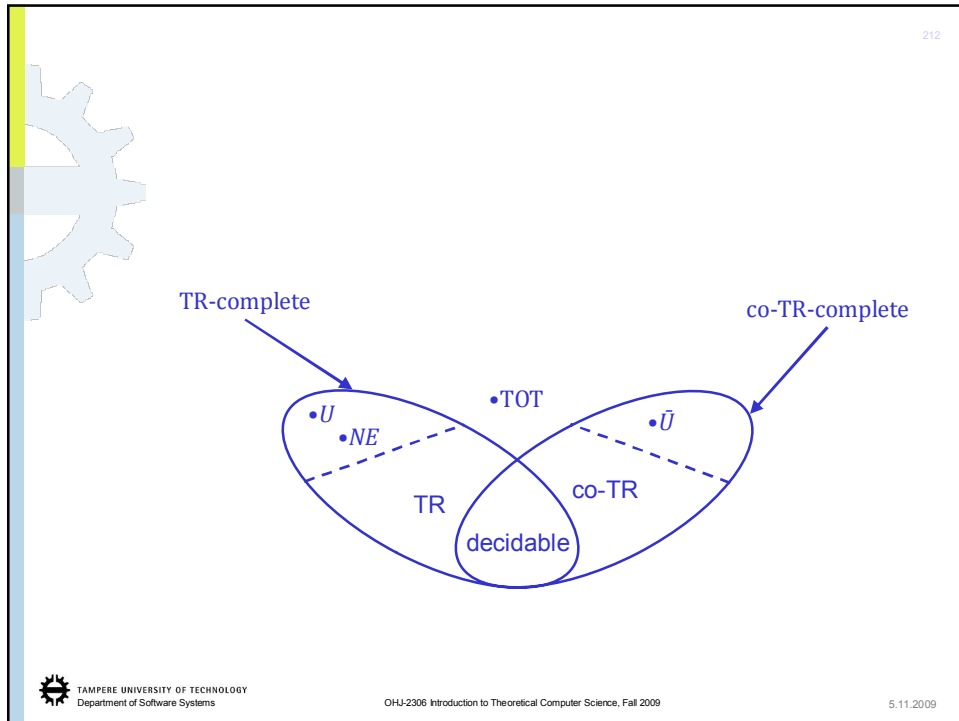 212
TR-complete
co-TR-complete
•TOT
•U
•Ū
•NE
TR
co-TR
decidable
TAMPERE UNIVERSITY OF TECHNOLOGY
Department of Software Systems
OHJ-2306 Introduction to Theoretical Computer Science, Fall 2009
5.11.2009